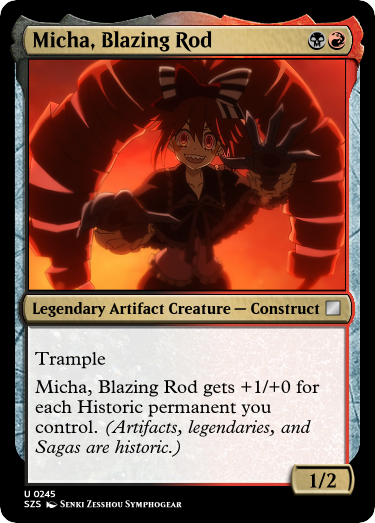 Micha, Blazing Rod
Legendary Artifact Creature — Construct
Trample
Micha, Blazing Rod gets +1/+0 for
each Historic permanent you
control. (Artifacts, legendaries, and
Sagas are historic.)
1/2
U 0245
SZS Senki Zesshou Symphogear